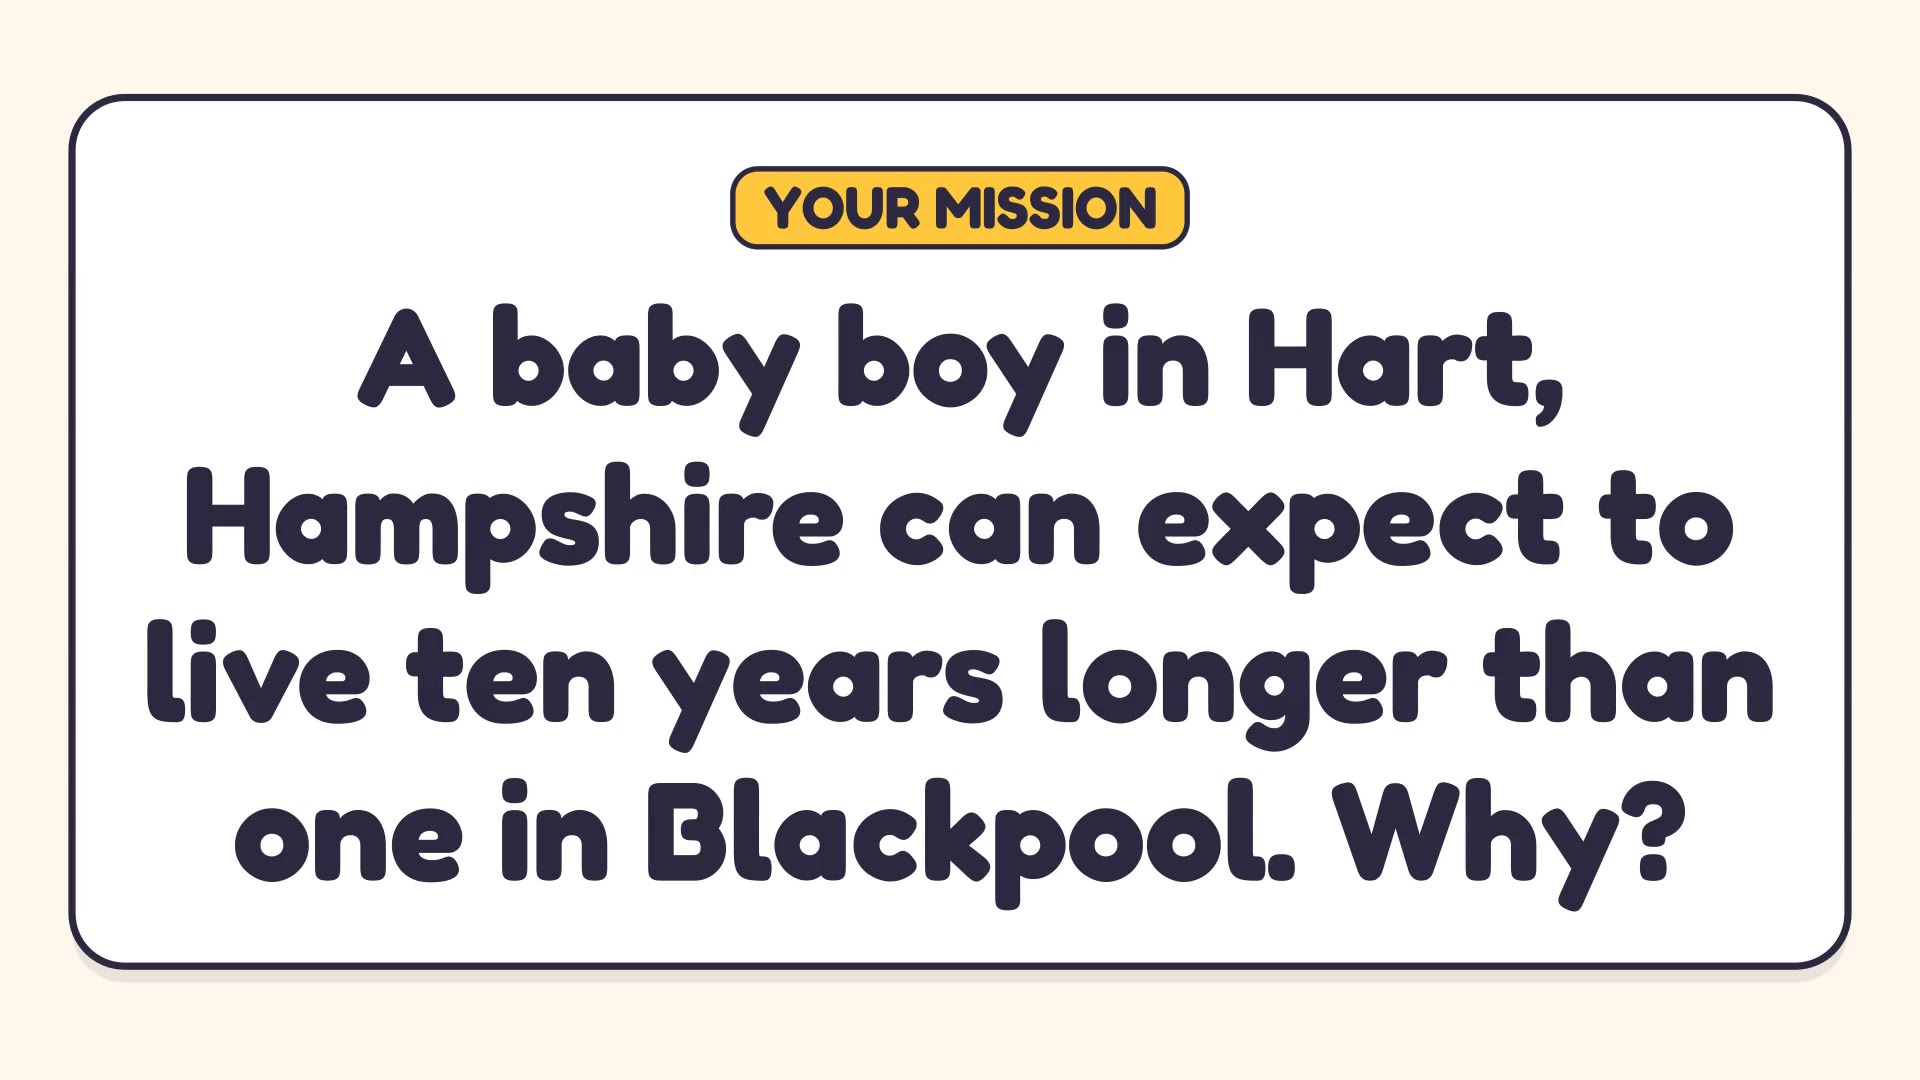 YOUR MISSION
A baby boy in Hart,
Hampshire can expect to
live ten years longer than
one in Blackpool. Why?